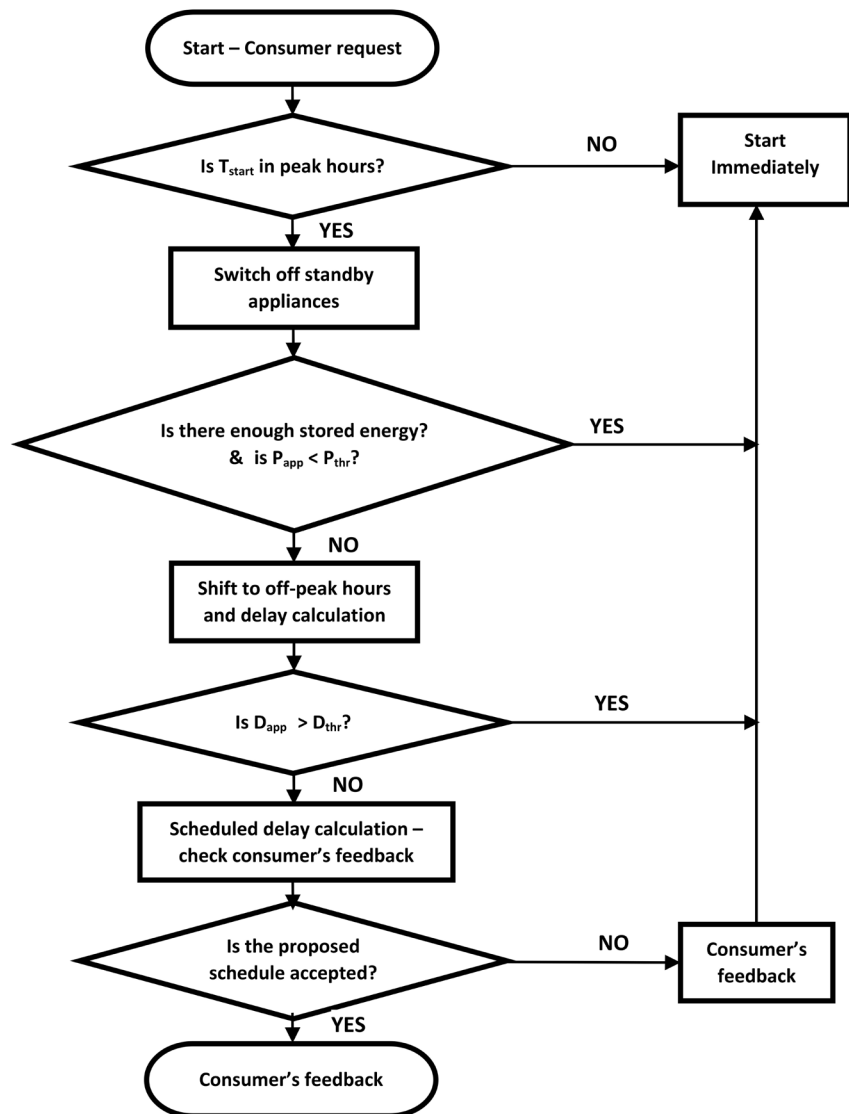 Start – Consumer request
Is Tstart in peak hours?
NO
Start
Immediately
YES
Switch off standby
appliances
Is there enough stored energy?
& is Papp < Pthr?
YES
NO
Shift to off-peak hours
and delay calculation
Is Dapp > Dthr?
YES
NO
Scheduled delay calculation –
check consumer's feedback
Is the proposed
schedule accepted?
NO
Consumer's
feedback
YES
Consumer's feedback